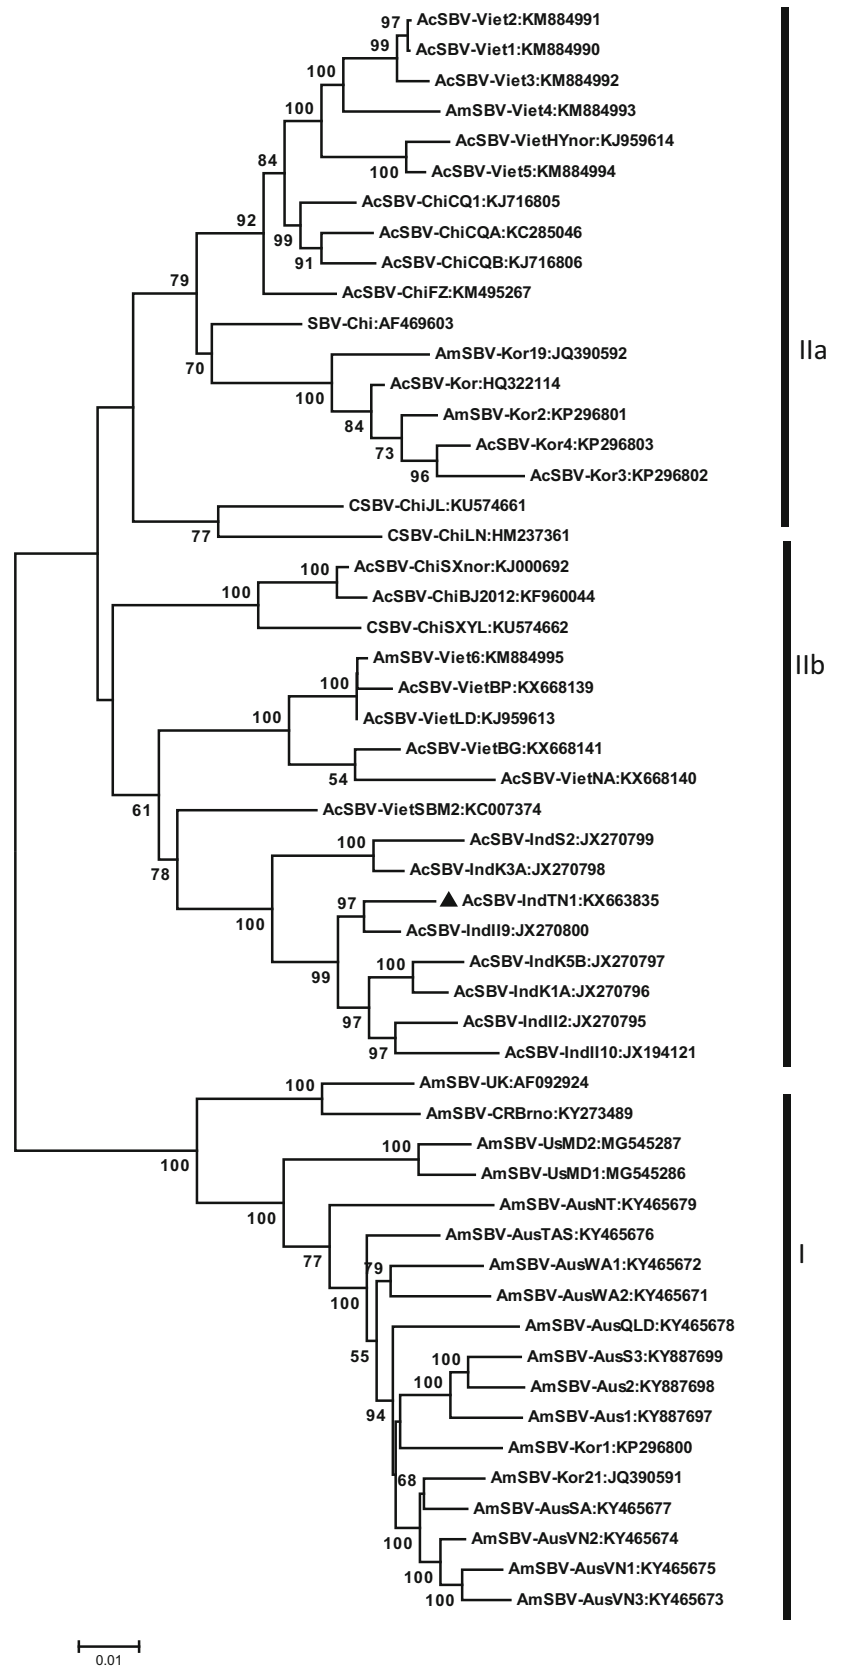 97
AcSBV-Viet2:KM884991
99
AcSBV-Viet1:KM884990
100
AcSBV-Viet3:KM884992
100
AmSBV-Viet4:KM884993
AcSBV-VietHYnor:KJ959614
84
100
AcSBV-Viet5:KM884994
92
AcSBV-ChiCQ1:KJ716805
99
AcSBV-ChiCQA:KC285046
91
AcSBV-ChiCQB:KJ716806
79
AcSBV-ChiFZ:KM495267
SBV-Chi:AF469603
IIa
70
AmSBV-Kor19:JQ390592
100
AcSBV-Kor:HQ322114
84
AmSBV-Kor2:KP296801
73
AcSBV-Kor4:KP296803
96
AcSBV-Kor3:KP296802
CSBV-ChiJL:KU574661
77
CSBV-ChiLN:HM237361
100
AcSBV-ChiSXnor:KJ000692
100
AcSBV-ChiBJ2012:KF960044
CSBV-ChiSXYL:KU574662
AmSBV-Viet6:KM884995
IIb
100
AcSBV-VietBP:KX668139
100
AcSBV-VietLD:KJ959613
AcSBV-VietBG:KX668141
54
AcSBV-VietNA:KX668140
61
AcSBV-VietSBM2:KC007374
100
AcSBV-IndS2:JX270799
78
AcSBV-IndK3A:JX270798
97
AcSBV-IndTN1:KX663835
100
AcSBV-IndII9:JX270800
99
100
AcSBV-IndK5B:JX270797
AcSBV-IndK1A:JX270796
97
AcSBV-IndII2:JX270795
97
AcSBV-IndII10:JX194121
100
AmSBV-UK:AF092924
AmSBV-CRBrno:KY273489
100
100
AmSBV-UsMD2:MG545287
AmSBV-UsMD1:MG545286
100
AmSBV-AusNT:KY465679
AmSBV-AusTAS:KY465676
77
I
79
AmSBV-AusWA1:KY465672
100
AmSBV-AusWA2:KY465671
AmSBV-AusQLD:KY465678
55
100
AmSBV-AusS3:KY887699
100
AmSBV-Aus2:KY887698
94
AmSBV-Aus1:KY887697
AmSBV-Kor1:KP296800
68
AmSBV-Kor21:JQ390591
AmSBV-AusSA:KY465677
100
AmSBV-AusVN2:KY465674
100
AmSBV-AusVN1:KY465675
100
AmSBV-AusVN3:KY465673
0.01